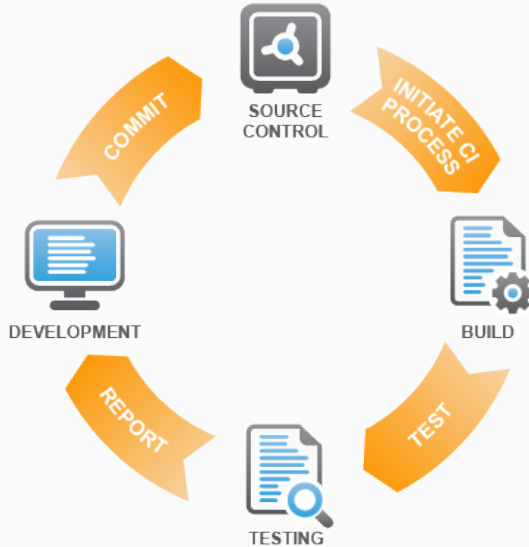 SOURCE
CONTROL
INITIATE CI
PROCESS
BUILD
TEST
TESTING
REPORT
DEVELOPMENT
COMMIT